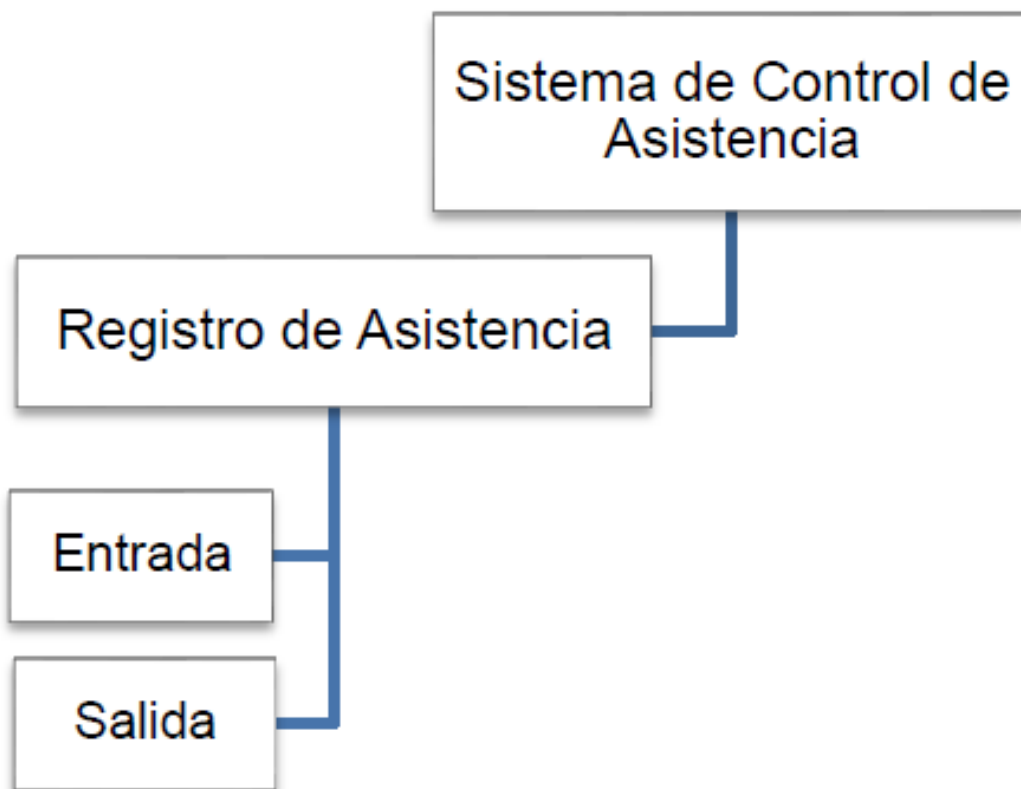 Sistema de Control de
Asistencia
Registro de Asistencia
Entrada
Salida